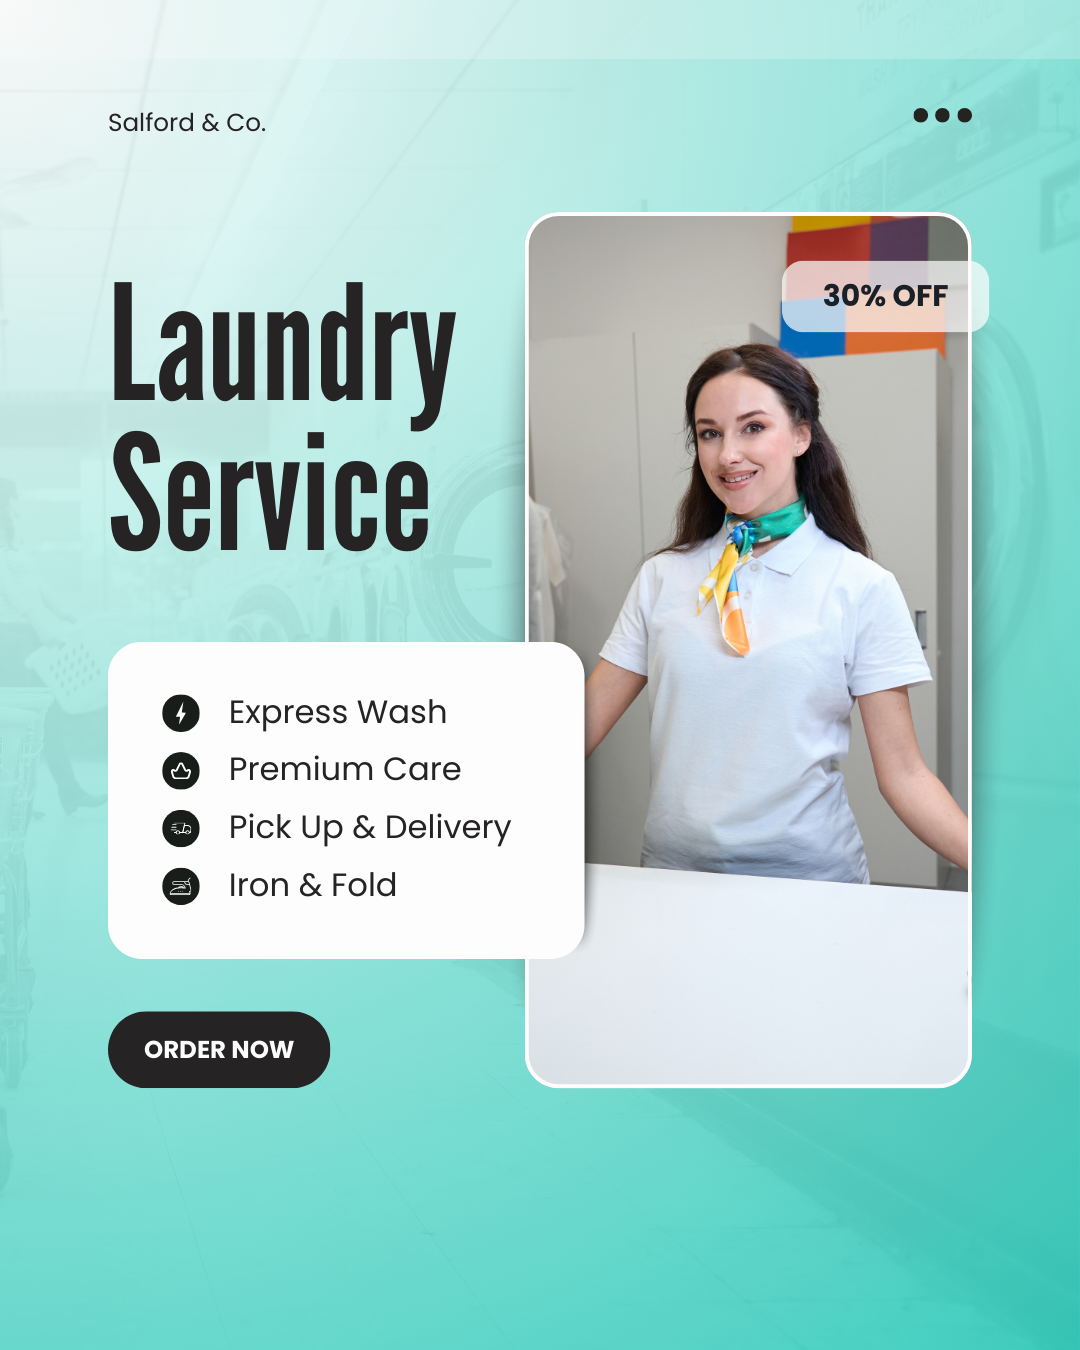 Salford & Co.
30% OFF
Laundry
Service
Express Wash
Premium Care
Pick Up & Delivery
Iron & Fold
ORDER NOW